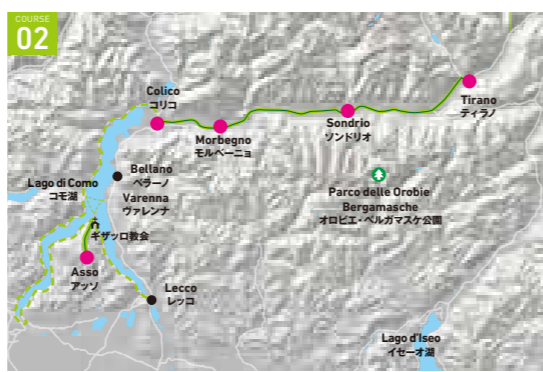 COURSE
02
Colico
コリコ
Morbegno
モルベーニョ
Sondrio
ソンドリオ
Tirano
ティラノ
Bellano
ベラーノ
Lago di Como
コモ湖
Varenna
ヴァレンナ
Parco delle Orobie
Bergamasche
オロビエ・ベルガマスケ公園
ギザッロ教会
Asso
アッソ
Lecco
レッコ
Lago d'Iseo
イセーオ湖